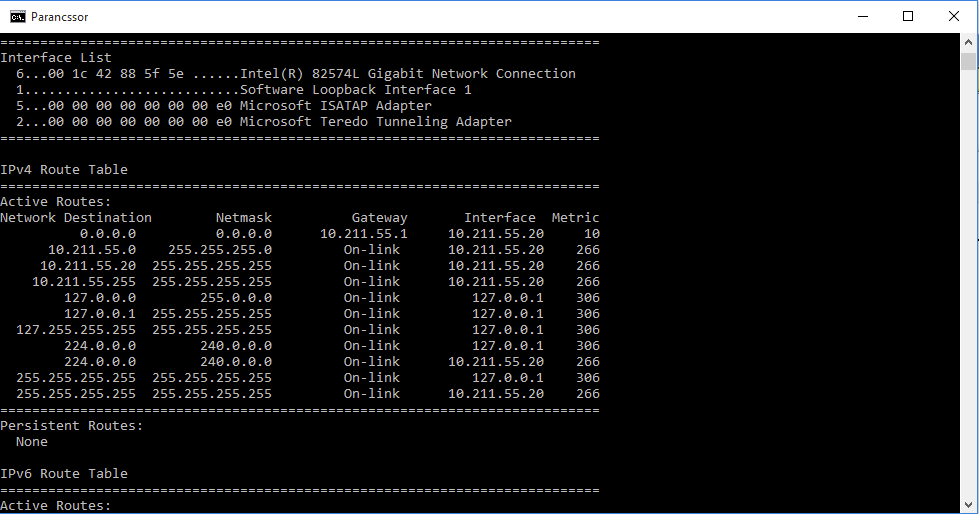 Parancssor
===========================================================================
Interface List
  6...00 1c 42 88 5f 5e ......Intel(R) 82574L Gigabit Network Connection
  1...........................Software Loopback Interface 1
  5...00 00 00 00 00 00 00 e0 Microsoft ISATAP Adapter
  2...00 00 00 00 00 00 00 e0 Microsoft Teredo Tunneling Adapter
===========================================================================
IPv4 Route Table
===========================================================================
Active Routes:
Network Destination        Netmask          Gateway       Interface  Metric
          0.0.0.0          0.0.0.0      10.211.55.1     10.211.55.20     10
      10.211.55.0    255.255.255.0         On-link      10.211.55.20    266
     10.211.55.20  255.255.255.255         On-link      10.211.55.20    266
    10.211.55.255  255.255.255.255         On-link      10.211.55.20    266
        127.0.0.0        255.0.0.0         On-link         127.0.0.1    306
        127.0.0.1  255.255.255.255         On-link         127.0.0.1    306
  127.255.255.255  255.255.255.255         On-link         127.0.0.1    306
        224.0.0.0        240.0.0.0         On-link         127.0.0.1    306
        224.0.0.0        240.0.0.0         On-link      10.211.55.20    266
  255.255.255.255  255.255.255.255         On-link         127.0.0.1    306
  255.255.255.255  255.255.255.255         On-link      10.211.55.20    266
===========================================================================
Persistent Routes:
  None
IPv6 Route Table
===========================================================================
Active Routes: